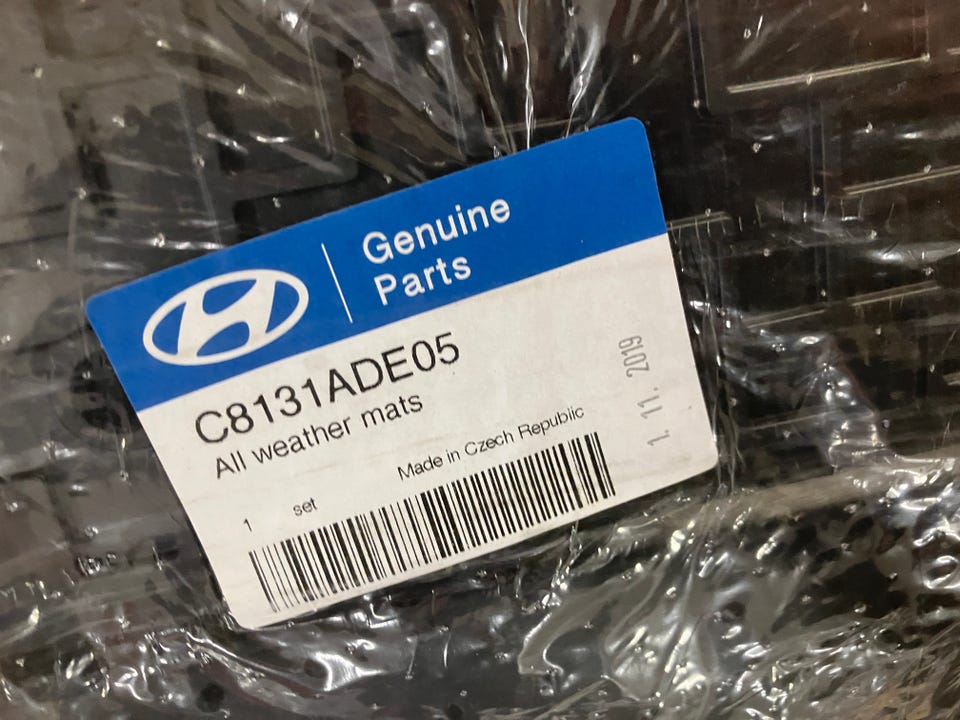 Genuine
Parts
C8131ADE05
All weather mats
Made in Czech Republic
1 set
1. 11. 2019